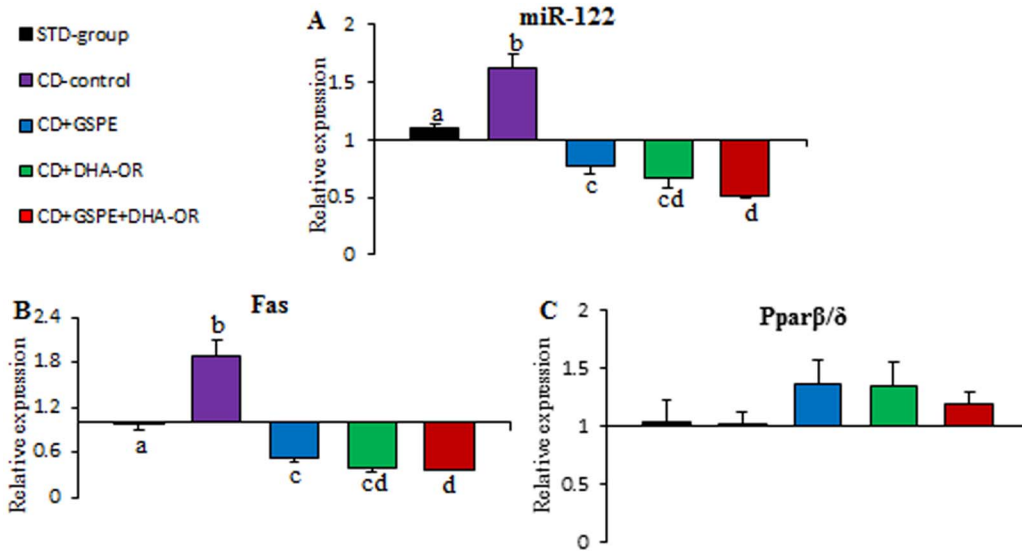 STD-group
CD-control
CD+GSPE
CD+DHA-OR
CD+GSPE+DHA-OR
A
miR-122
Relative expression
2
1.5
1
0.5
0
a
b
c
cd
d
B
Fas
Relative expression
2.4
1.8
1.2
0.6
0
a
b
c
cd
d
C
Pparβ/δ
Relative expression
2
1.5
1
0.5
0